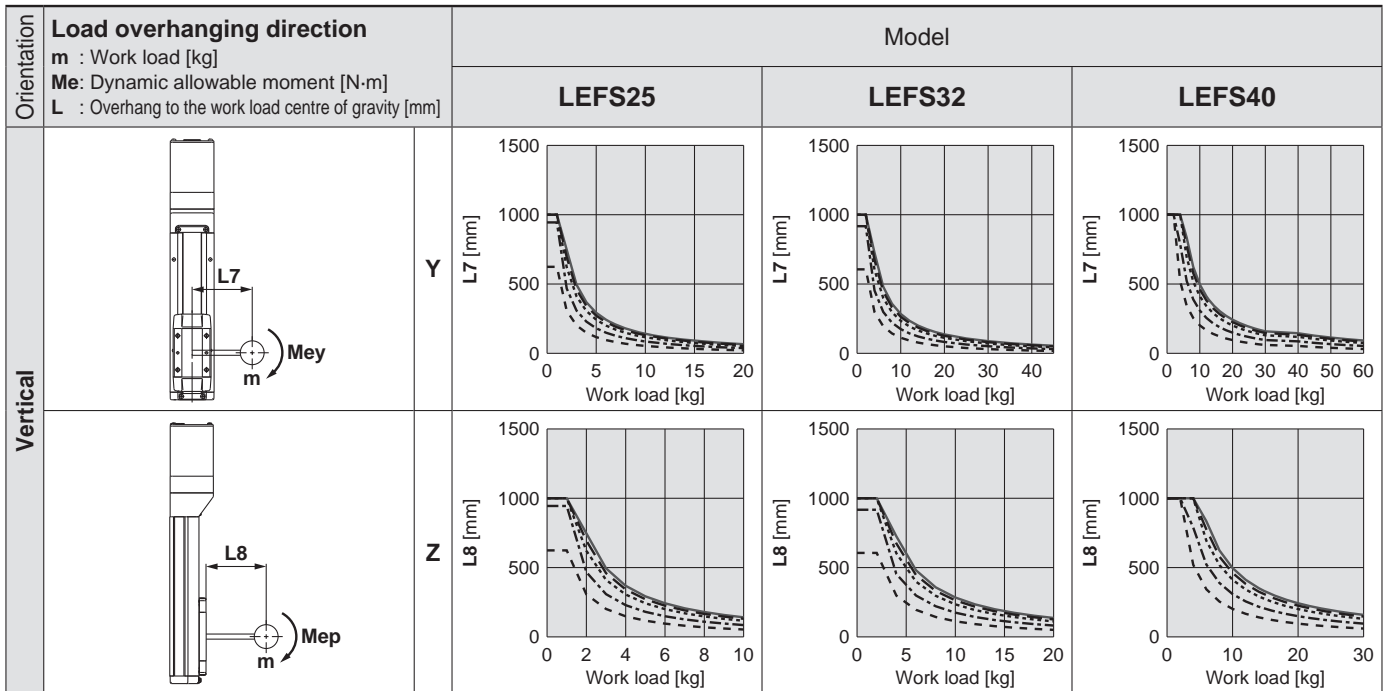 Orientation
Load overhanging direction
m : Work load [kg]
Me: Dynamic allowable moment [N·m]
L : Overhang to the work load centre of gravity [mm]
Model
LEFS25
LEFS32
LEFS40
Vertical
L7
Mey
m
Y
L7 [mm]
1500
1000
500
0
0 5 10 15 20
Work load [kg]
L7 [mm]
1500
1000
500
0
0 10 20 30 40
Work load [kg]
L7 [mm]
1500
1000
500
0
0 10 20 30 40 50 60
Work load [kg]
L8
Mep
m
Z
L8 [mm]
1500
1000
500
0
0 2 4 6 8 10
Work load [kg]
L8 [mm]
1500
1000
500
0
0 5 10 15 20
Work load [kg]
L8 [mm]
1500
1000
500
0
0 10 20 30
Work load [kg]